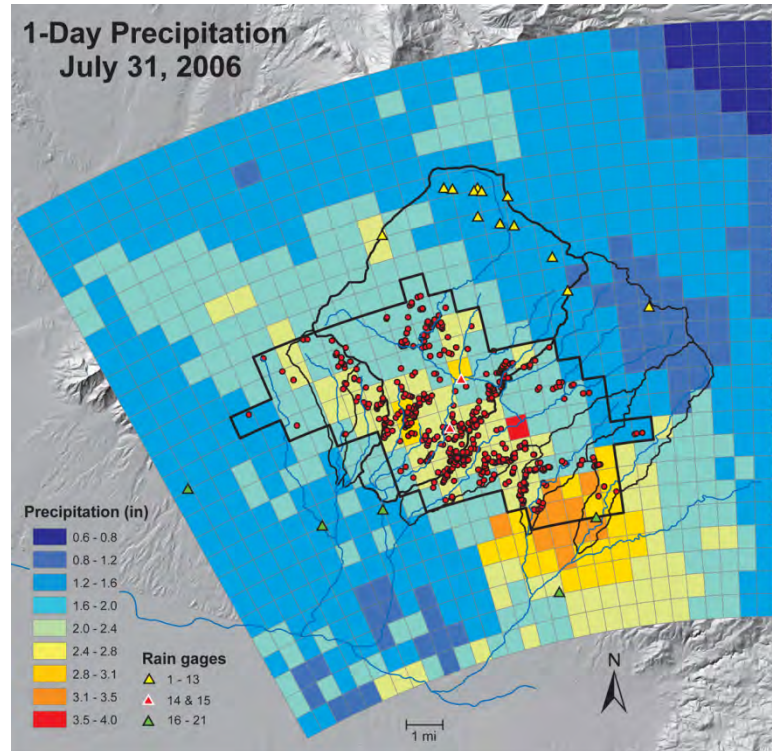 1-Day Precipitation
July 31, 2006
Precipitation (in)
0.6 - 0.8
0.8 - 1.2
1.2 - 1.6
1.6 - 2.0
2.0 - 2.4
2.4 - 2.8
2.8 - 3.1
3.1 - 3.5
3.5 - 4.0
Rain gages
1 - 13
14 & 15
16 - 21
1 mi
N